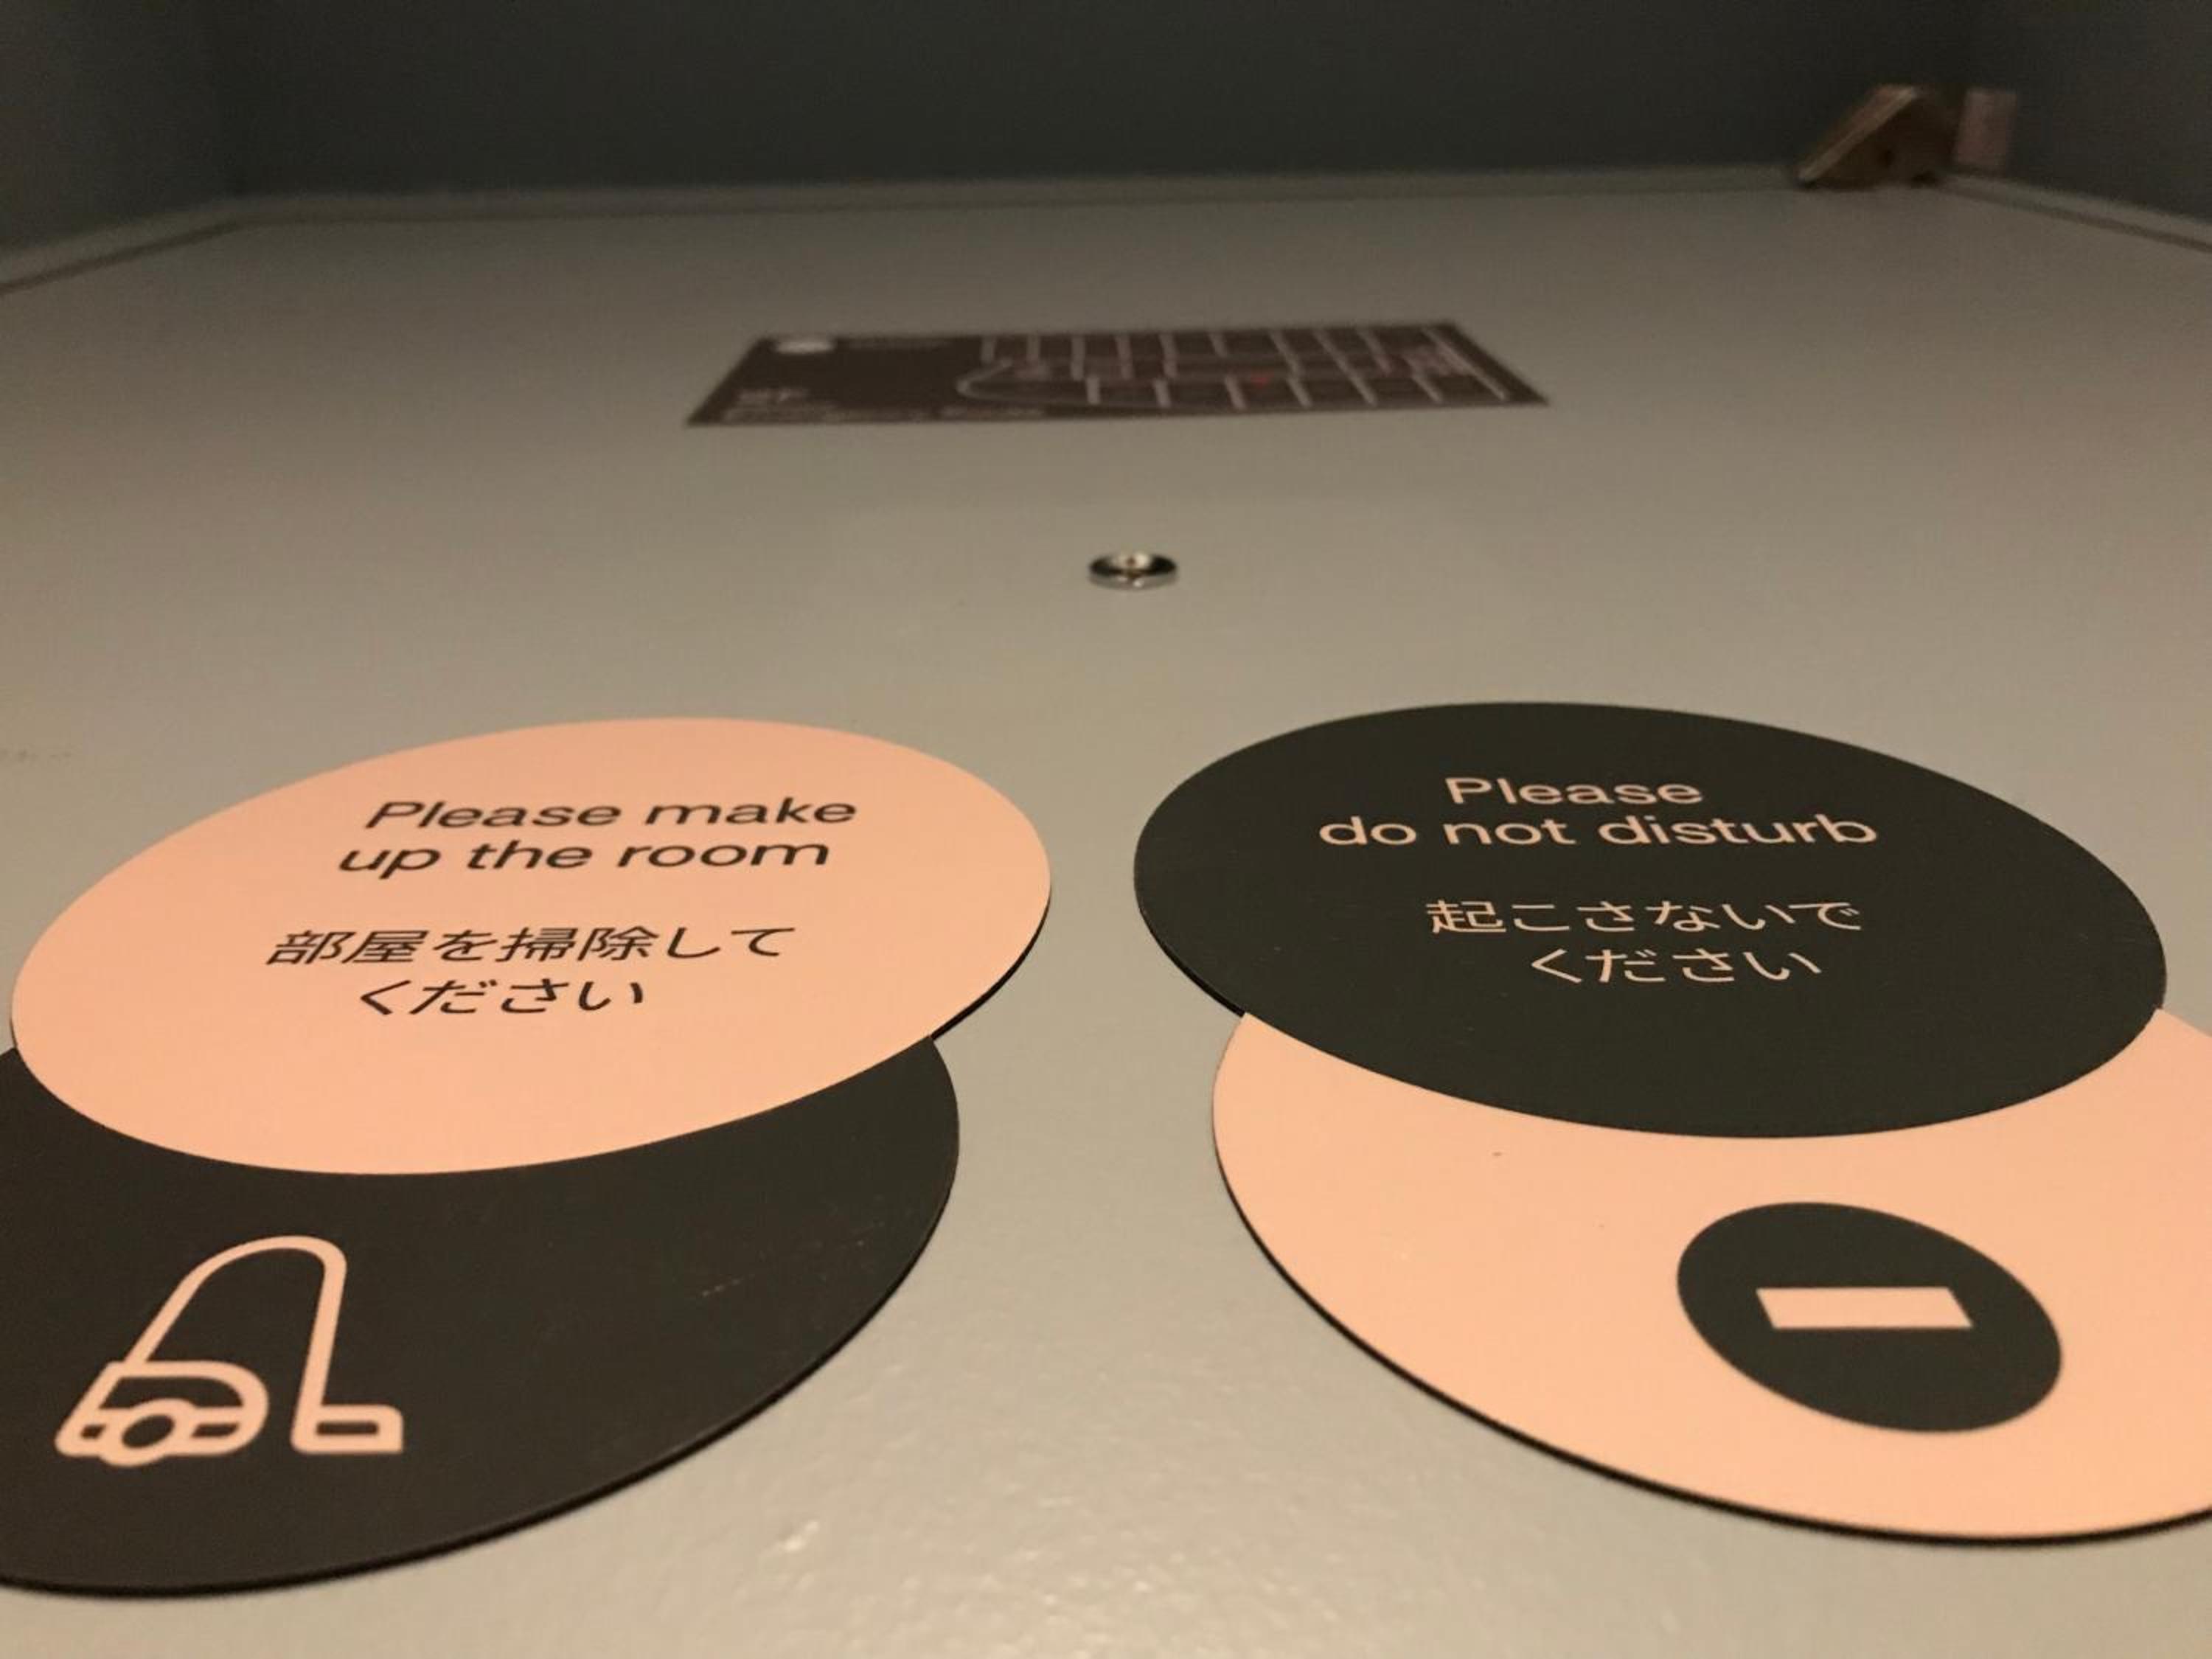 Please make
up the room
部屋を掃除して
ください
Please
do not disturb
起こさないで
ください